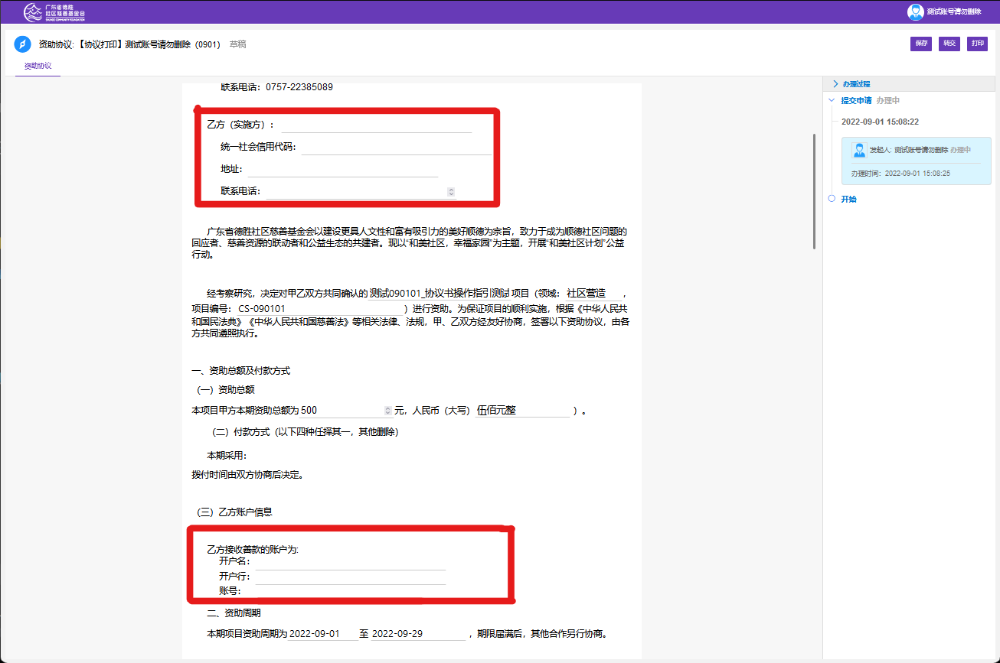 广东省德胜
社区慈善基金会
测试账号请勿删除
资助协议:【协议打印】测试账号请勿删除（0901） 草稿
保存 转交 打印
资助协议
联系电话：0757-22385089
乙方（实施方）：
统一社会信用代码：
地址：
联系电话：
广东省德胜社区慈善基金会以建设更具人文性和富有吸引力的美好顺德为宗旨，致力于成为顺德社区问题的
回应者、慈善资源的联动者和公益生态的共建者。现以“和美社区，幸福家园”为主题，开展“和美社区计划”公益
行动。
经考察研究，决定对甲乙双方共同确认的 测试090101_协议书操作指引测试 项目（领域： 社区营造 ，
项目编号： CS-090101 ）进行资助。为保证项目的顺利实施，根据《中华人民共
和国民法典》《中华人民共和国慈善法》等相关法律、法规，甲、乙双方经友好协商，签署以下资助协议，由各
方共同遵照执行。
一、资助总额及付款方式
（一）资助总额
本项目甲方本期资助总额为 500 元，人民币（大写） 伍佰元整 ）。
（二）付款方式（以下四种任择其一，其他删除）
本期采用：
拨付时间由双方协商后决定。
（三）乙方账户信息
乙方接收善款的账户为:
开户名：
开户行：
账号：
二、资助周期
本期项目资助周期为 2022-09-01 至 2022-09-29 ，期限届满后，其他合作另行协商。
办理过程
提交申请 办理中
2022-09-01 15:08:22
发起人: 测试账号请勿删除 办理中
办理时间：2022-09-01 15:08:25
开始